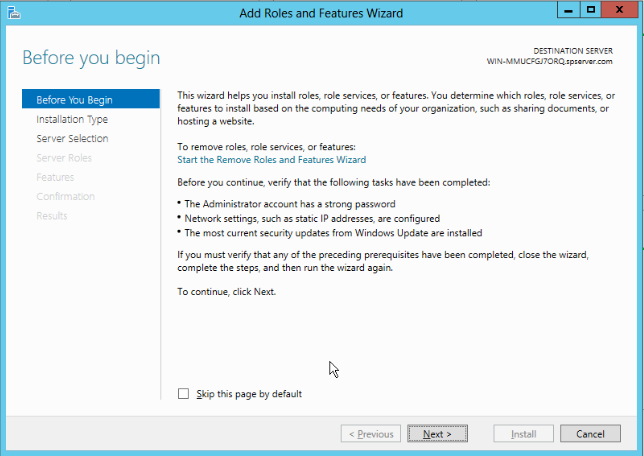 Add Roles and Features Wizard
Before you begin
DESTINATION SERVER
WIN-MMUCFGJ7ORQ.spserver.com
Before You Begin
Installation Type
Server Selection
Server Roles
Features
Confirmation
Results
This wizard helps you install roles, role services, or features. You determine which roles, role services, or
features to install based on the computing needs of your organization, such as sharing documents, or
hosting a website.
To remove roles, role services, or features:
Start the Remove Roles and Features Wizard
Before you continue, verify that the following tasks have been completed:
• The Administrator account has a strong password
• Network settings, such as static IP addresses, are configured
• The most current security updates from Windows Update are installed
If you must verify that any of the preceding prerequisites have been completed, close the wizard,
complete the steps, and then run the wizard again.
To continue, click Next.
Skip this page by default
< Previous
Next >
Install
Cancel